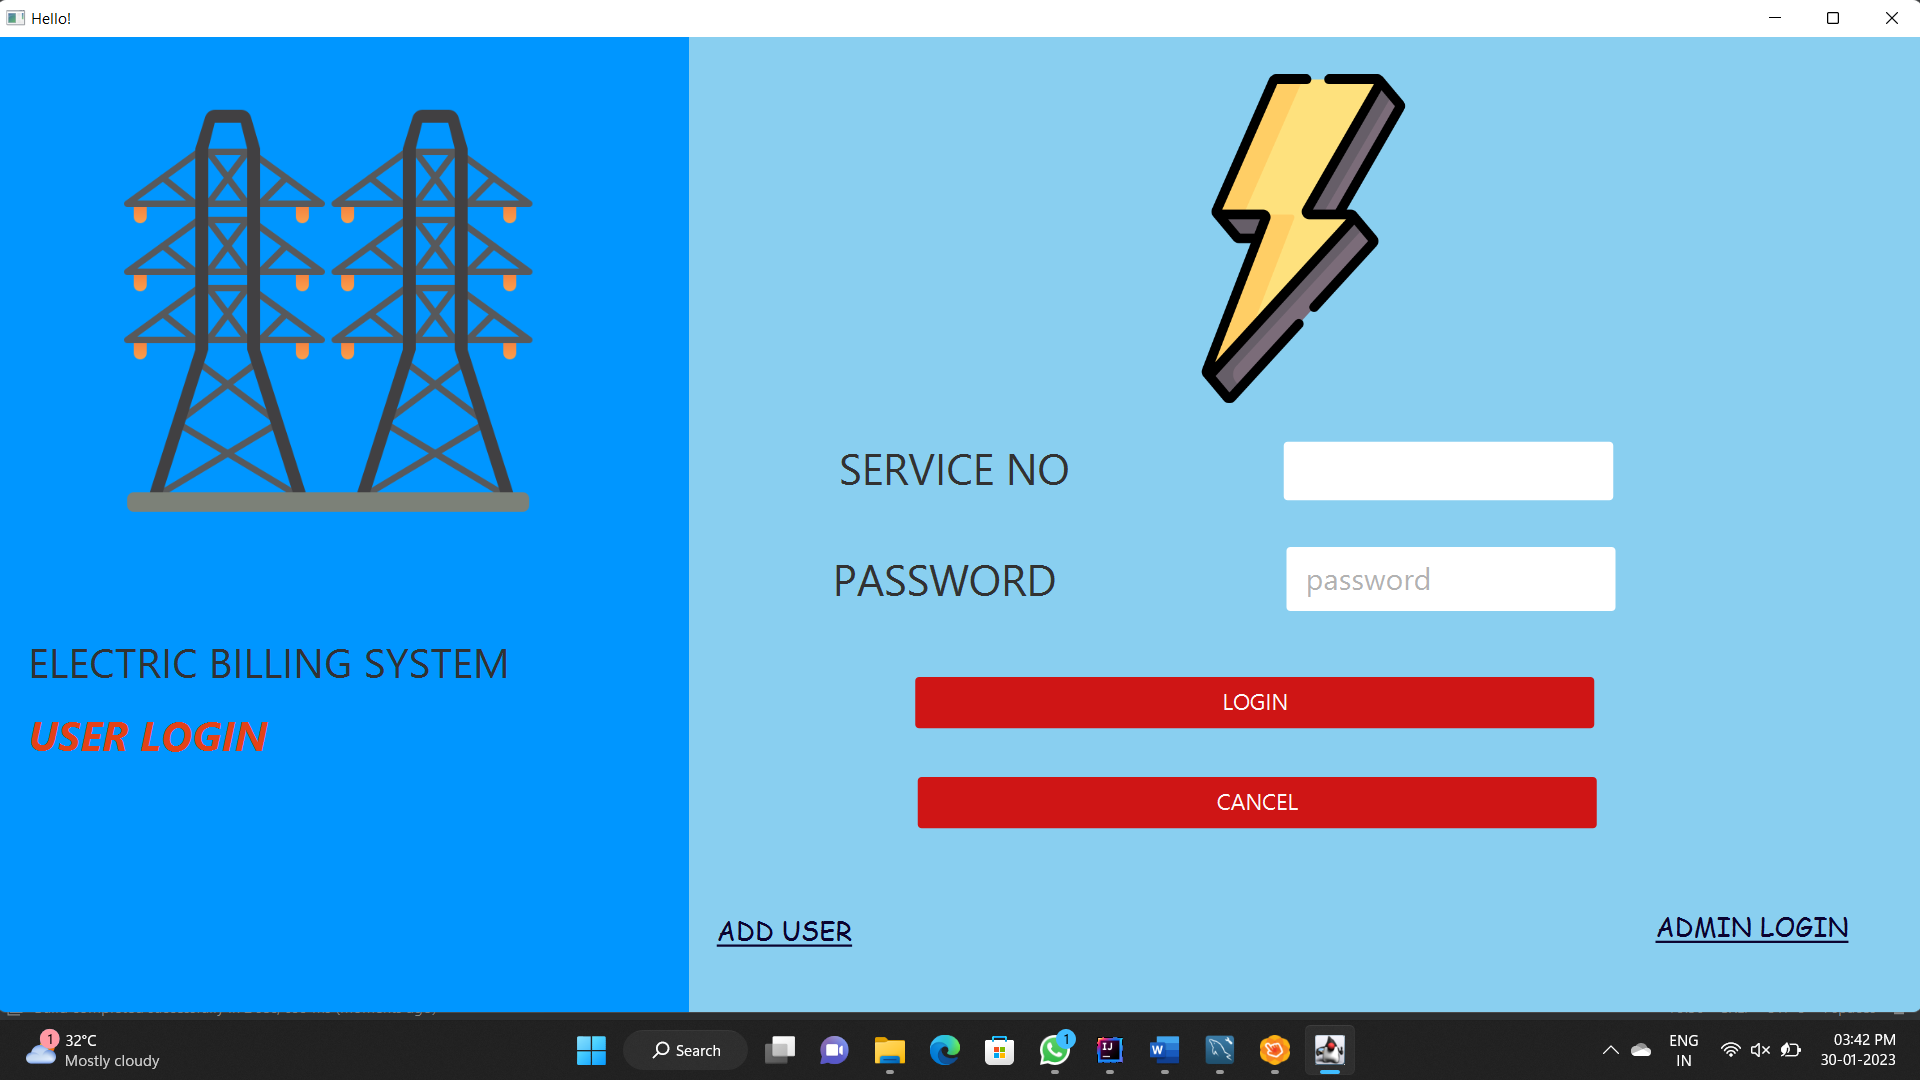 Hello!
SERVICE NO
PASSWORD
password
ELECTRIC BILLING SYSTEM
USER LOGIN
LOGIN
CANCEL
ADD USER
ADMIN LOGIN
1
32°C
Mostly cloudy
Search
1
IJ
W
ENG
IN
03:42 PM
30-01-2023